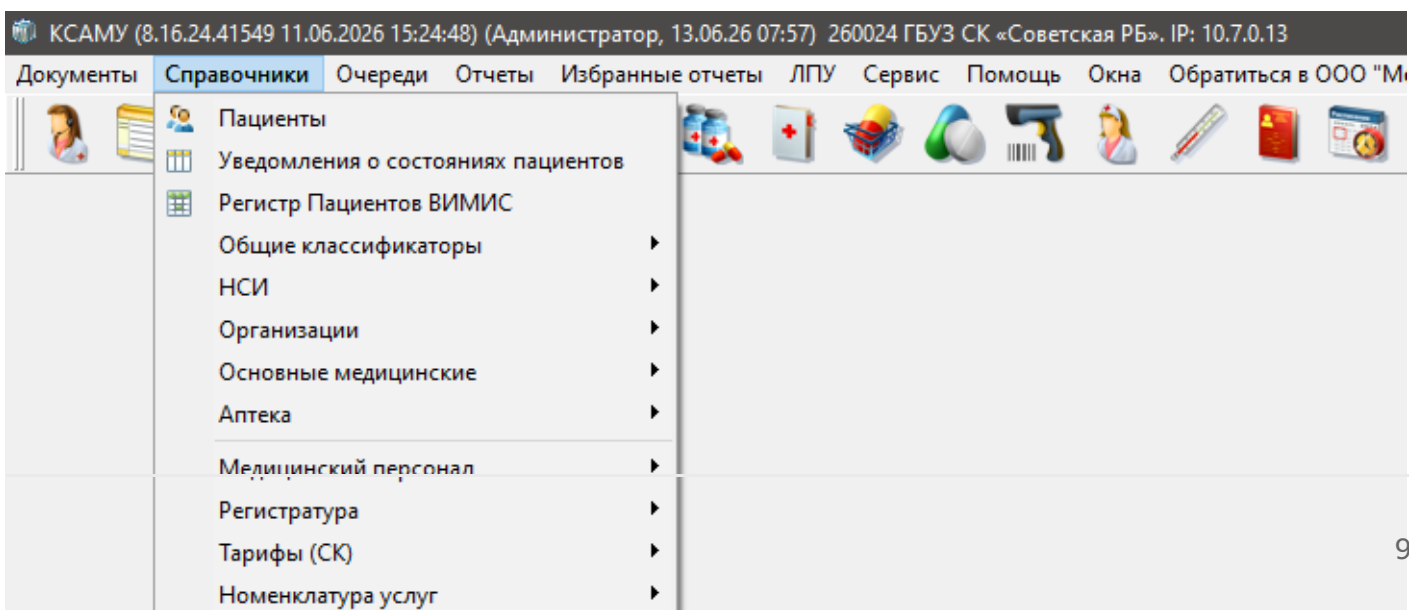 КСАМУ (8.16.24.41549 11.06.2026 15:24:48) (Администратор, 13.06.26 07:57) 260024 ГБУЗ СК «Советская РБ». IP: 10.7.0.13
Документы Справочники Очереди Отчеты Избранные отчеты ЛПУ Сервис Помощь Окна Обратиться в ООО "М
Пациенты
Уведомления о состояниях пациентов
Регистр Пациентов ВИМИС
Общие классификаторы
НСИ
Организации
Основные медицинские
Аптека
Медицинский персонал
Регистратура
Тарифы (СК)
9
Номенклатура услуг